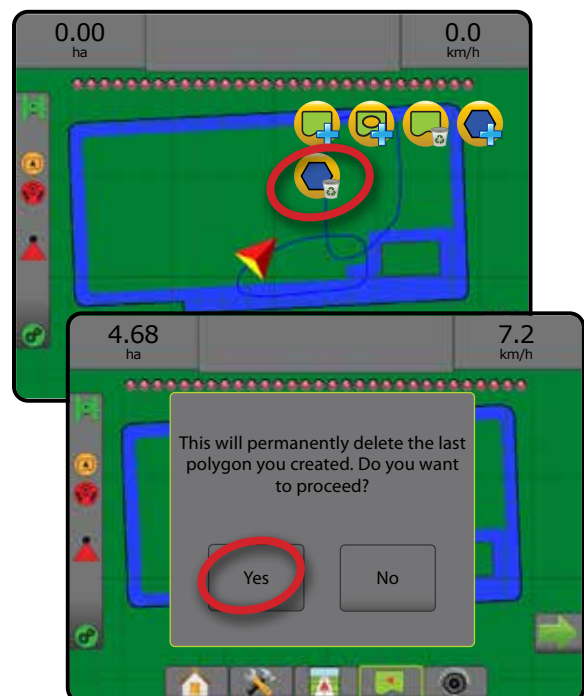 0.00
ha
0.0
km/h
4.68
ha
7.2
km/h
This will permanently delete the last
polygon you created. Do you want
to proceed?
Yes
No